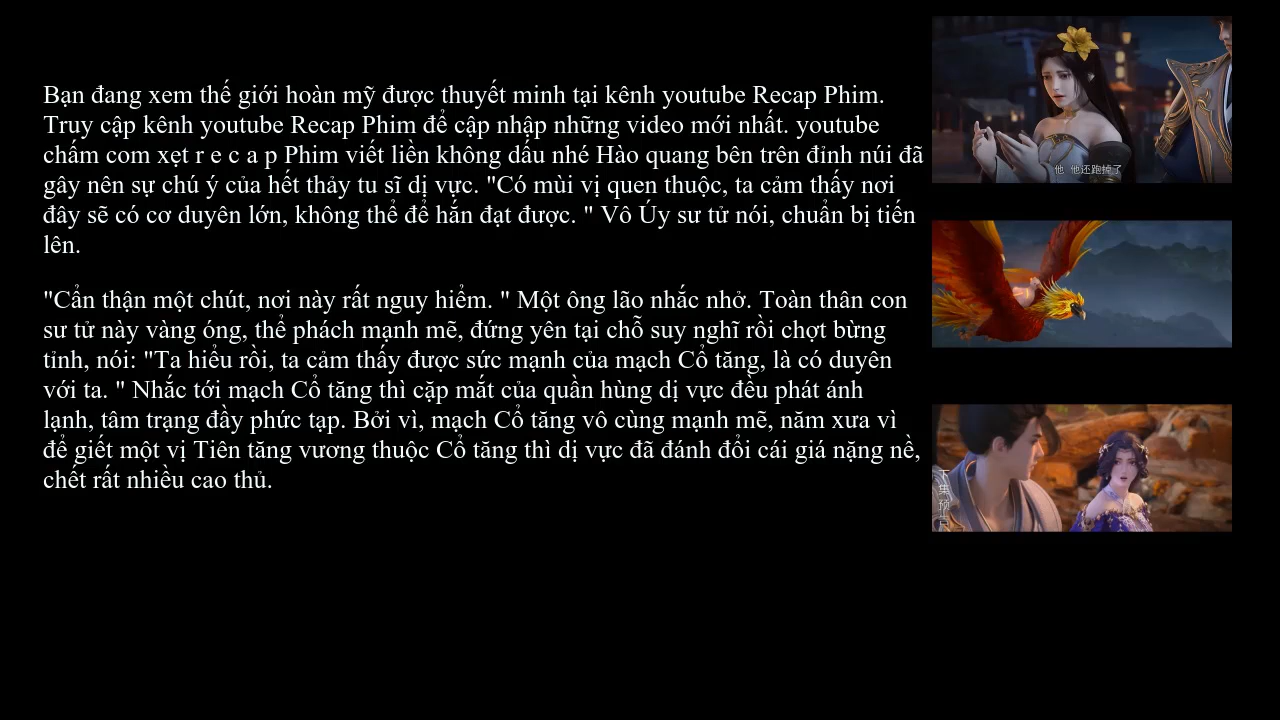 Bạn đang xem thế giới hoàn mỹ được thuyết minh tại kênh youtube Recap Phim.
Truy cập kênh youtube Recap Phim để cập nhập những video mới nhất. youtube
chấm com xẹt r e c a p Phim viết liền không dấu nhé Hào quang bên trên đỉnh núi đã
gây nên sự chú ý của hết thảy tu sĩ dị vực. "Có mùi vị quen thuộc, ta cảm thấy nơi
đây sẽ có cơ duyên lớn, không thể để hắn đạt được. " Vô Úy sư tử nói, chuẩn bị tiến
lên.
"Cẩn thận một chút, nơi này rất nguy hiểm. " Một ông lão nhắc nhở. Toàn thân con
sư tử này vàng óng, thể phách mạnh mẽ, đứng yên tại chỗ suy nghĩ rồi chợt bừng
tỉnh, nói: "Ta hiểu rồi, ta cảm thấy được sức mạnh của mạch Cổ tăng, là có duyên
với ta. " Nhắc tới mạch Cổ tăng thì cặp mắt của quần hùng dị vực đều phát ánh
lạnh, tâm trạng đầy phức tạp. Bởi vì, mạch Cổ tăng vô cùng mạnh mẽ, năm xưa vì
để giết một vị Tiên tăng vương thuộc Cổ tăng thì dị vực đã đánh đổi cái giá nặng nề,
chết rất nhiều cao thủ.
他 他还跑掉了
下集预